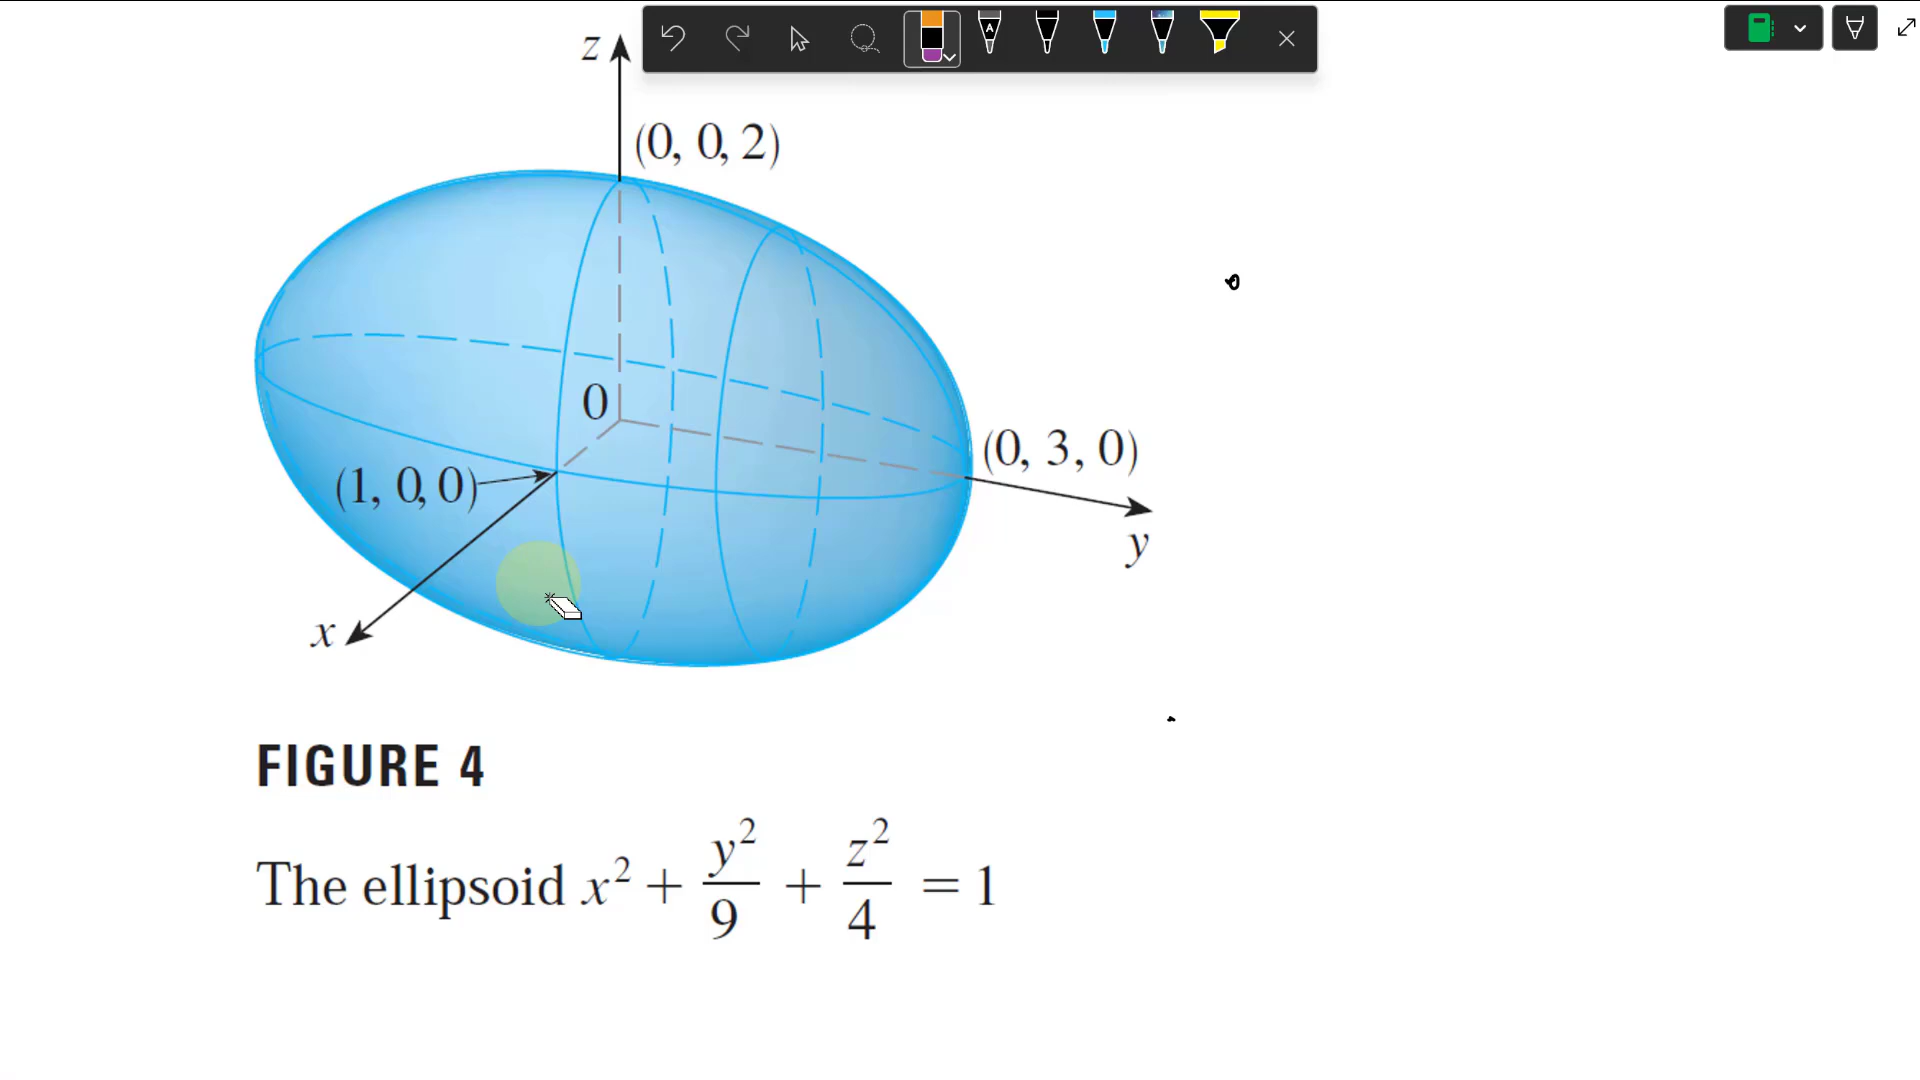 z
(0, 0, 2)
0
(0, 3, 0)
(1, 0, 0)
y
x
FIGURE 4
The ellipsoid x² + y²/9 + z²/4 = 1